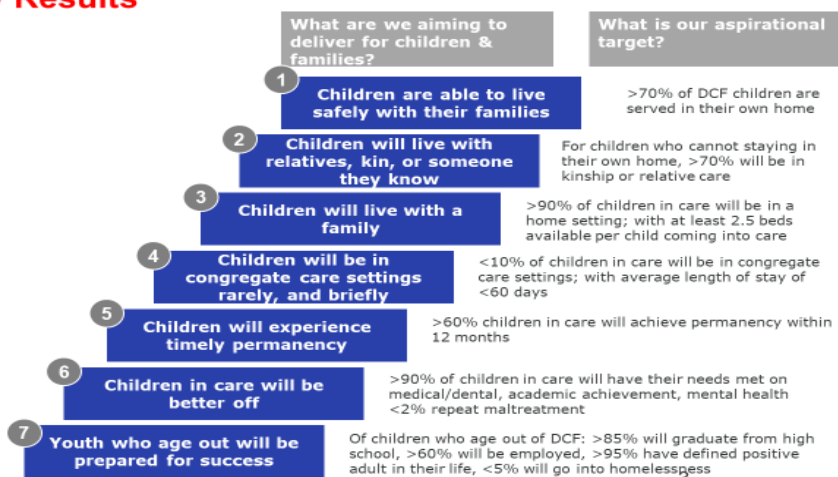 Results
What are we aiming to
deliver for children &
families?
What is our aspirational
target?
1
Children are able to live
safely with their families
>70% of DCF children are
served in their own home
2
Children will live with
relatives, kin, or someone
they know
For children who cannot staying in
their own home, >70% will be in
kinship or relative care
3
Children will live with a
family
>90% of children in care will be in a
home setting; with at least 2.5 beds
available per child coming into care
4
Children will be in
congregate care settings
rarely, and briefly
<10% of children in care will be in congregate
care settings; with average length of stay of
<60 days
5
Children will experience
timely permanency
>60% children in care will achieve permanency within
12 months
6
Children in care will be
better off
>90% of children in care will have their needs met on
medical/dental, academic achievement, mental health
<2% repeat maltreatment
7
Youth who age out will be
prepared for success
Of children who age out of DCF: >85% will graduate from high
school, >60% will be employed, >95% have defined positive
adult in their life, <5% will go into homelessness